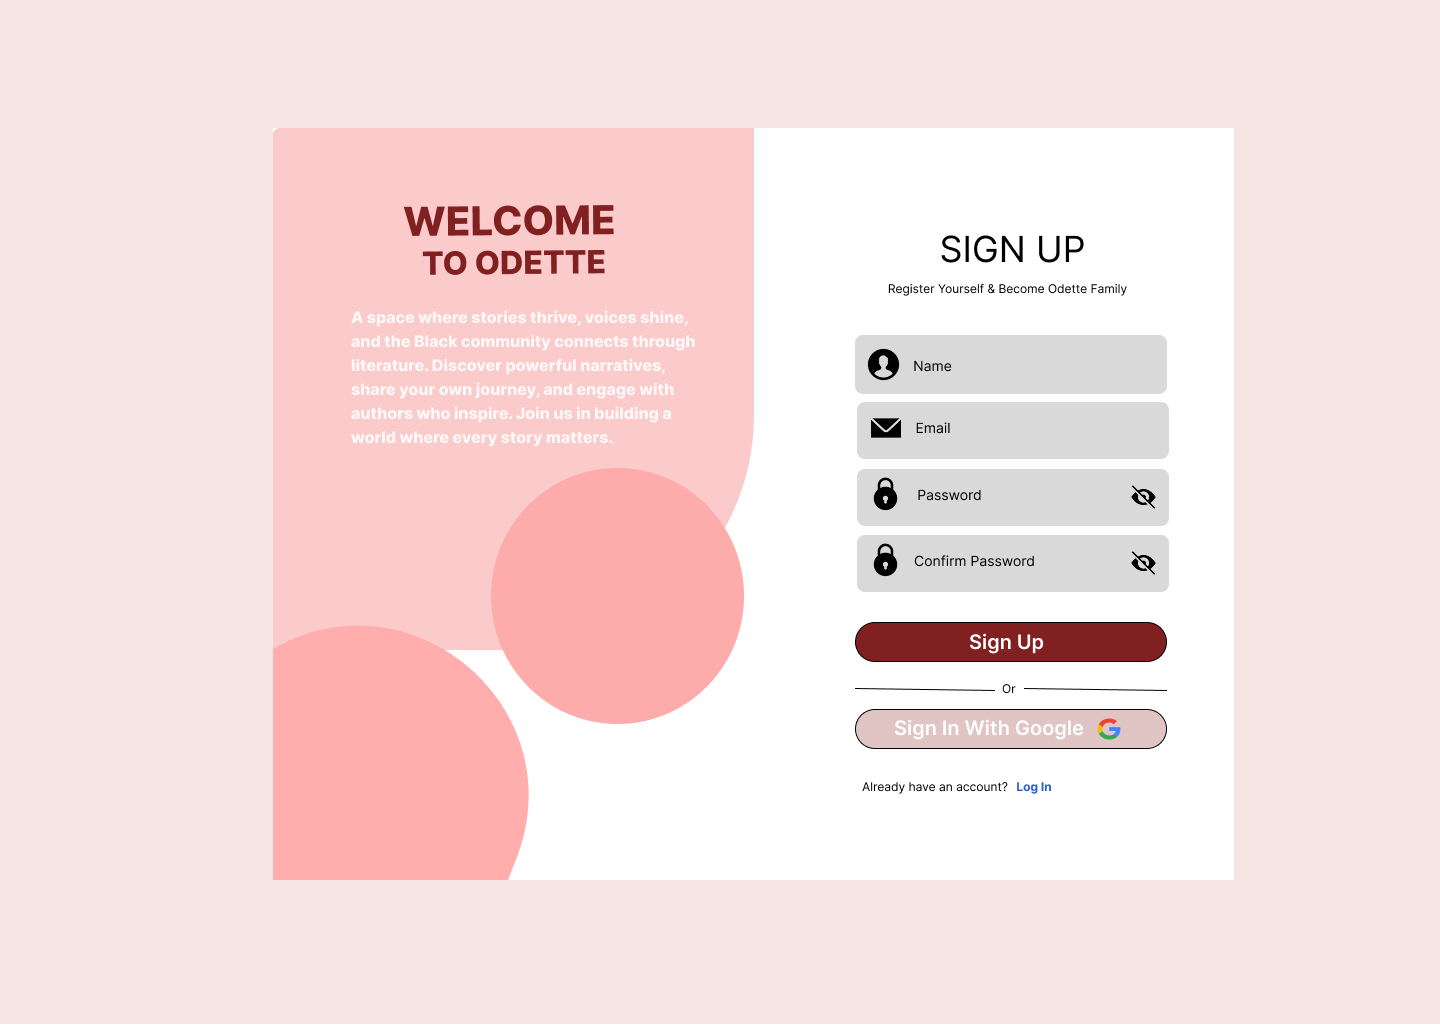 WELCOME
TO ODETTE
A space where stories thrive, voices shine,
and the Black community connects through
literature. Discover powerful narratives,
share your own journey, and engage with
authors who inspire. Join us in building a
world where every story matters.
SIGN UP
Register Yourself & Become Odette Family
Name
Email
Password
Confirm Password
Sign Up
Or
Sign In With Google
Already have an account? Log In